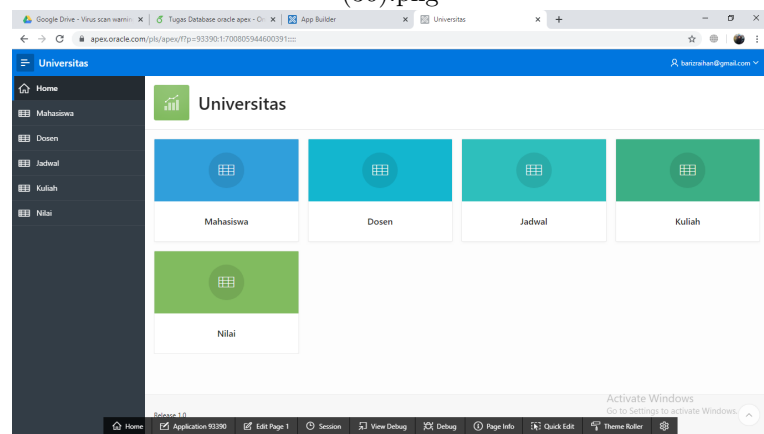 (80).png
Google Drive - Virus scan warnin
Tugas Database oracle apex - Or
App Builder
Universitas
apex.oracle.com/pls/apex/f?p=93390:1:700805944600391::::
Universitas
barizraihan@gmail.com
Home
Mahasiswa
Dosen
Jadwal
Kuliah
Nilai
Universitas
Mahasiswa
Dosen
Jadwal
Kuliah
Nilai
Release 1.0
Activate Windows
Go to Settings to activate Windows.
Home
Application 93390
Edit Page 1
Session
View Debug
Debug
Page Info
Quick Edit
Theme Roller